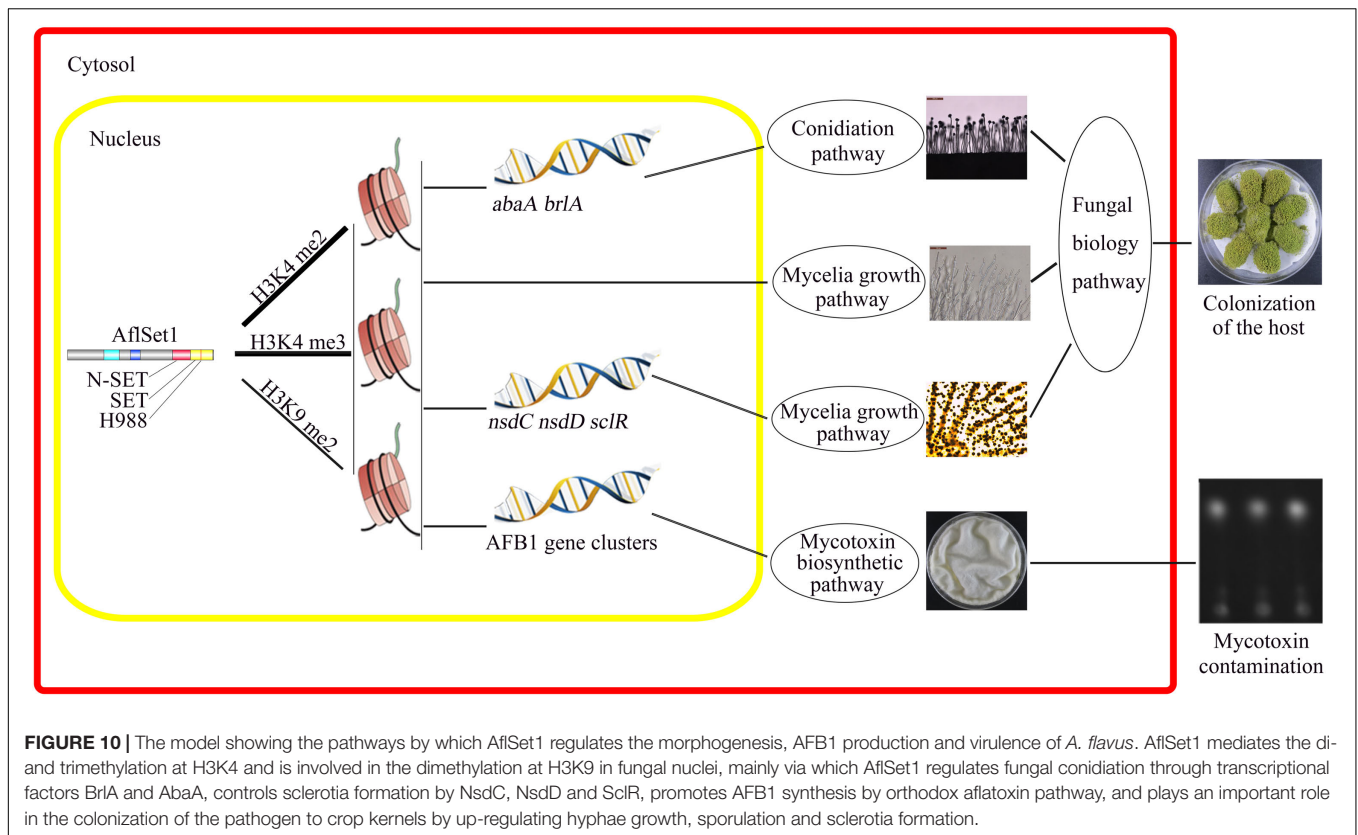 Cytosol
Nucleus
AflSet1
N-SET
SET
H988
H3K4 me2
H3K4 me3
H3K9 me2
abaA brlA
nsdC nsdD sclR
AFB1 gene clusters
Conidiation
pathway
Mycelia growth
pathway
Mycelia growth
pathway
Mycotoxin
biosynthetic
pathway
Fungal
biology
pathway
Colonization
of the host
Mycotoxin
contamination
FIGURE 10 | The model showing the pathways by which AflSet1 regulates the morphogenesis, AFB1 production and virulence of A. flavus. AflSet1 mediates the di-
and trimethylation at H3K4 and is involved in the dimethylation at H3K9 in fungal nuclei, mainly via which AflSet1 regulates fungal conidiation through transcriptional
factors BrlA and AbaA, controls sclerotia formation by NsdC, NsdD and SclR, promotes AFB1 synthesis by orthodox aflatoxin pathway, and plays an important role
in the colonization of the pathogen to crop kernels by up-regulating hyphae growth, sporulation and sclerotia formation.